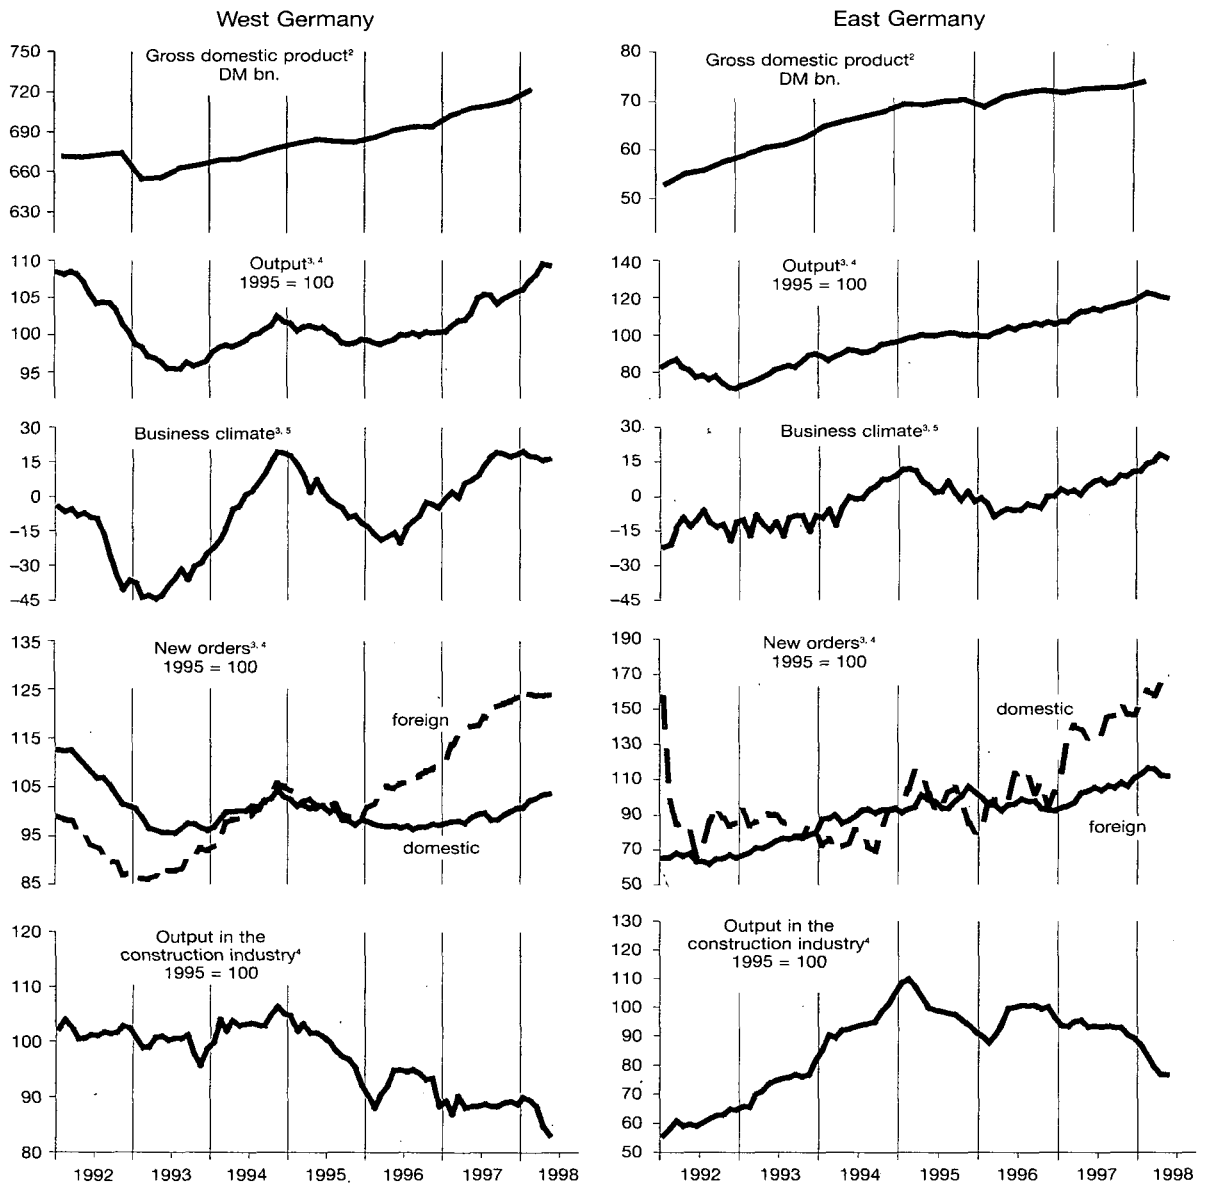 West Germany
East Germany
Gross domestic product²
DM bn.
750
720
690
660
630
Gross domestic product²
DM bn.
80
70
60
50
Output³,⁴
1995 = 100
110
105
100
95
Output³,⁴
1995 = 100
140
120
100
80
Business climate³,⁵
30
15
0
−15
−30
−45
Business climate³,⁵
30
15
0
−15
−30
−45
New orders³,⁴
1995 = 100
135
125
115
105
95
85
foreign
domestic
New orders³,⁴
1995 = 100
190
170
150
130
110
90
70
50
domestic
foreign
Output in the
construction industry⁴
1995 = 100
120
110
100
90
80
1992 1993 1994 1995 1996 1997 1998
Output in the
construction industry⁴
1995 = 100
130
120
110
100
90
80
70
60
50
1992 1993 1994 1995 1996 1997 1998